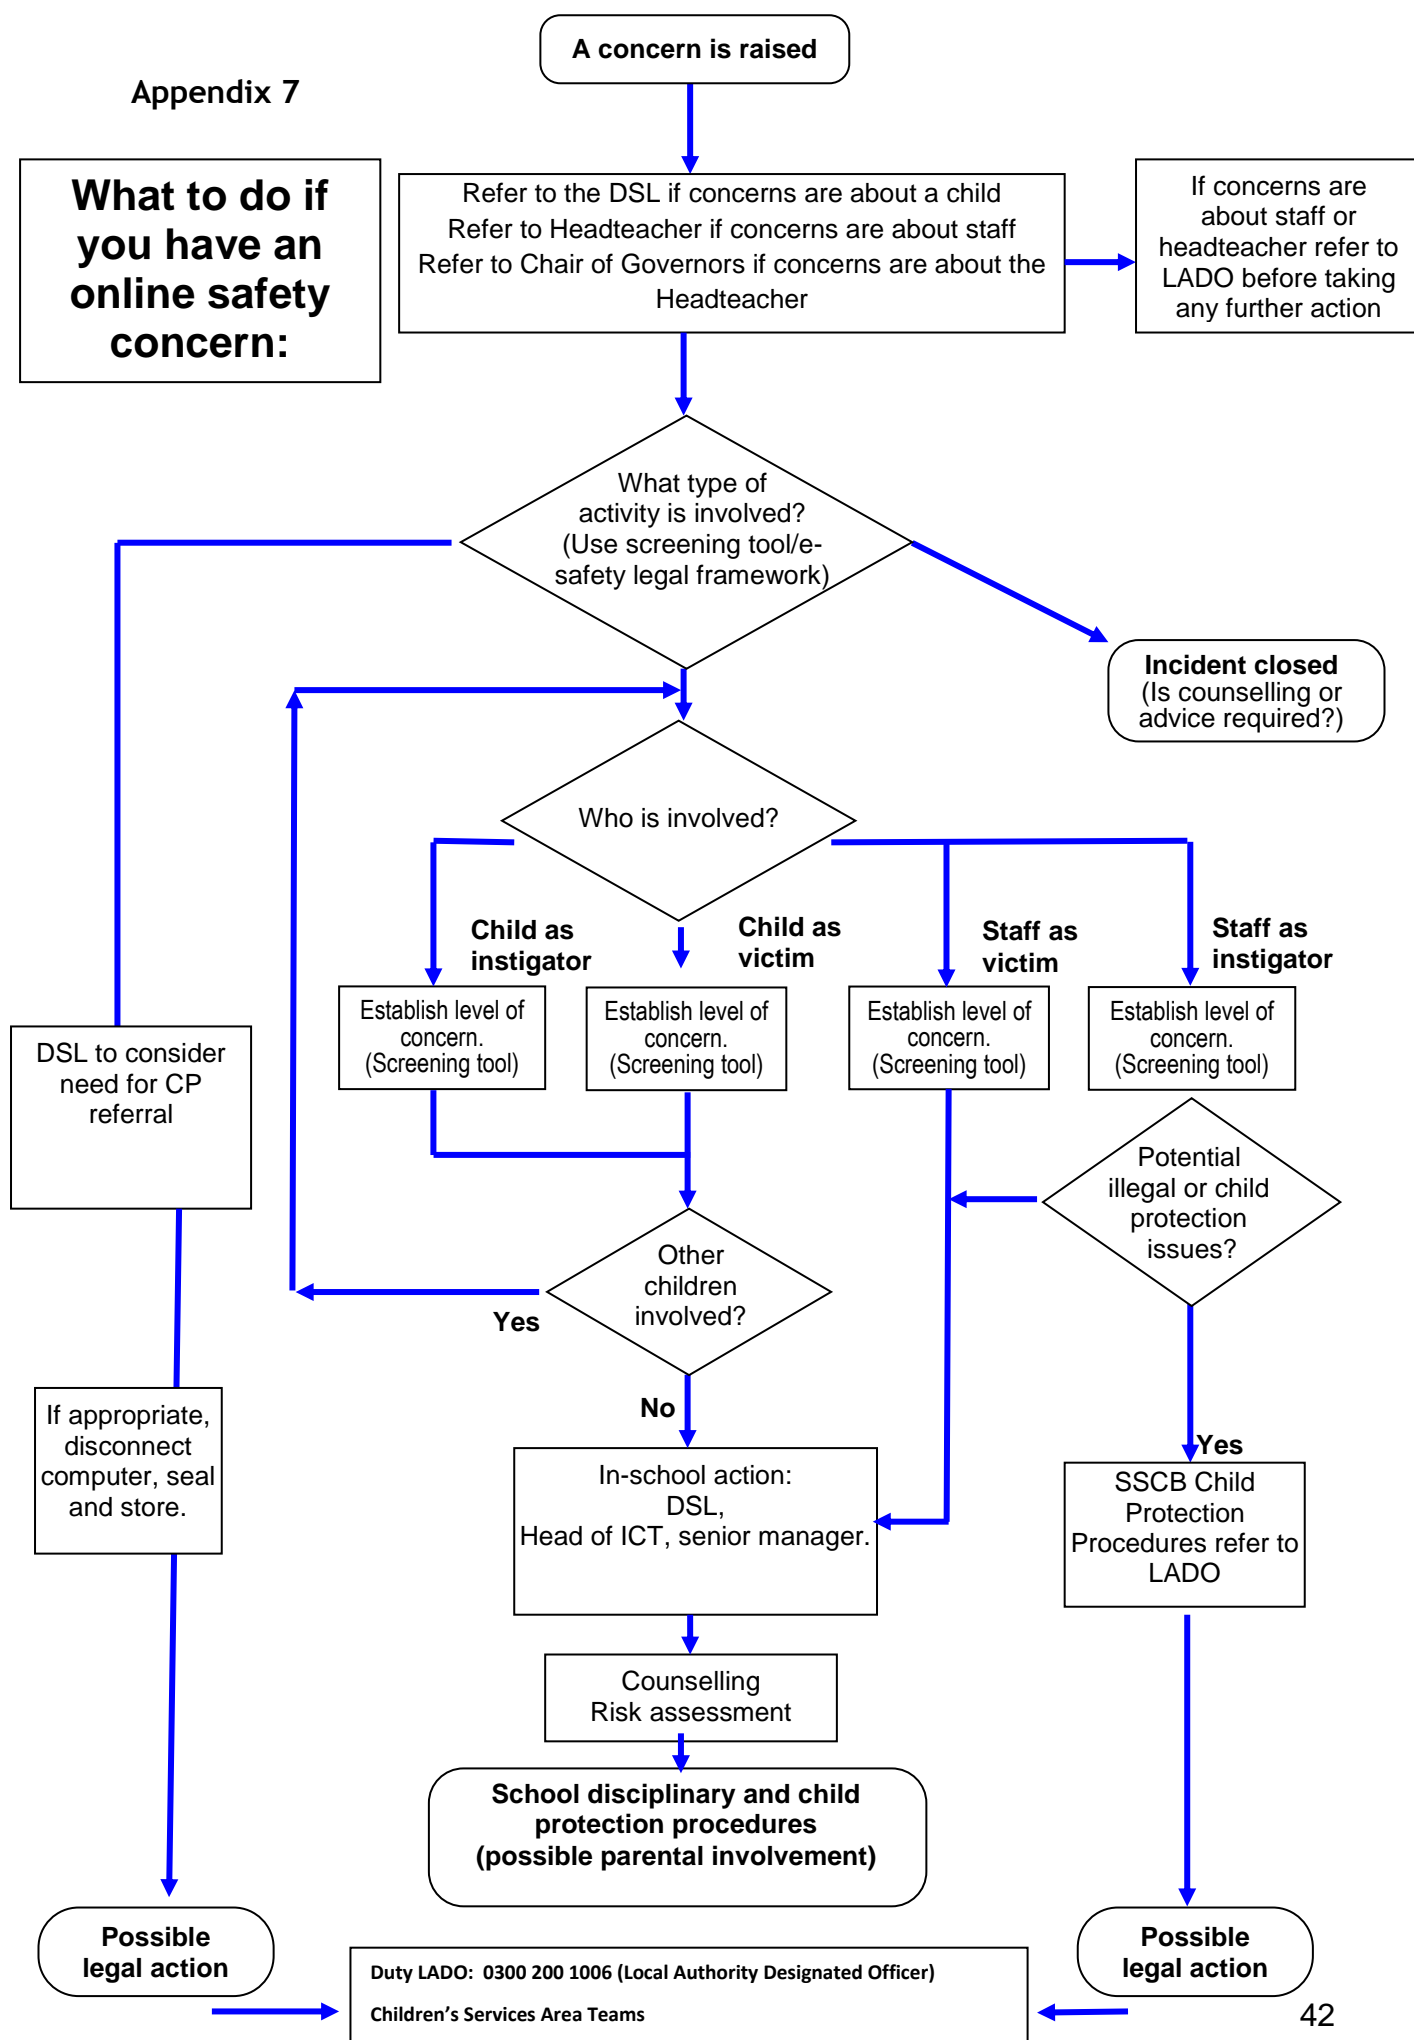 A concern is raised
Appendix 7
What to do if
you have an
online safety
concern:
Refer to the DSL if concerns are about a child
Refer to Headteacher if concerns are about staff
Refer to Chair of Governors if concerns are about the
Headteacher
If concerns are
about staff or
headteacher refer to
LADO before taking
any further action
What type of
activity is involved?
(Use screening tool/e-
safety legal framework)
Incident closed
(Is counselling or
advice required?)
Who is involved?
Child as
instigator
Child as
victim
Staff as
victim
Staff as
instigator
Establish level of
concern.
(Screening tool)
Establish level of
concern.
(Screening tool)
Establish level of
concern.
(Screening tool)
Establish level of
concern.
(Screening tool)
DSL to consider
need for CP
referral
Potential
illegal or child
protection
issues?
Other
children
involved?
Yes
No
If appropriate,
disconnect
computer, seal
and store.
In-school action:
DSL,
Head of ICT, senior manager.
Yes
SSCB Child
Protection
Procedures refer to
LADO
Counselling
Risk assessment
School disciplinary and child
protection procedures
(possible parental involvement)
Possible
legal action
Possible
legal action
Duty LADO: 0300 200 1006 (Local Authority Designated Officer)
Children’s Services Area Teams
42